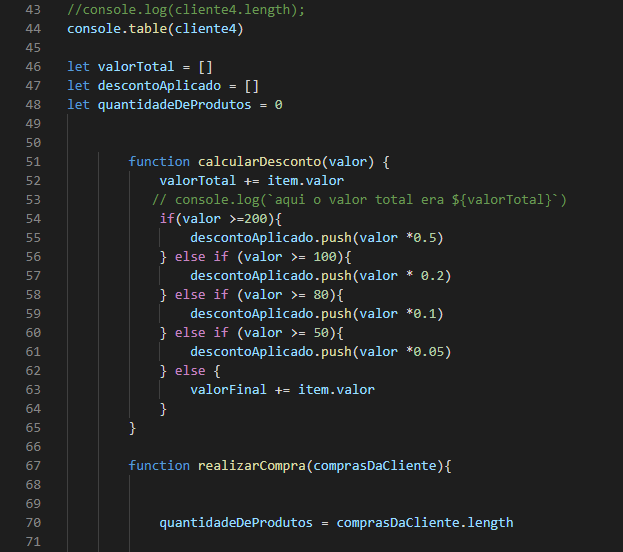 43 //console.log(cliente4.length);
44 console.table(cliente4)
45
46 let valorTotal = []
47 let descontoAplicado = []
48 let quantidadeDeProdutos = 0
49
50
51 function calcularDesconto(valor) {
52 valorTotal += item.valor
53 // console.log(`aqui o valor total era ${valorTotal}`)
54 if(valor >=200){
55 descontoAplicado.push(valor *0.5)
56 } else if (valor >= 100){
57 descontoAplicado.push(valor * 0.2)
58 } else if (valor >= 80){
59 descontoAplicado.push(valor *0.1)
60 } else if (valor >= 50){
61 descontoAplicado.push(valor *0.05)
62 } else {
63 valorFinal += item.valor
64 }
65 }
66
67 function realizarCompra(comprasDaCliente){
68
69
70 quantidadeDeProdutos = comprasDaCliente.length
71